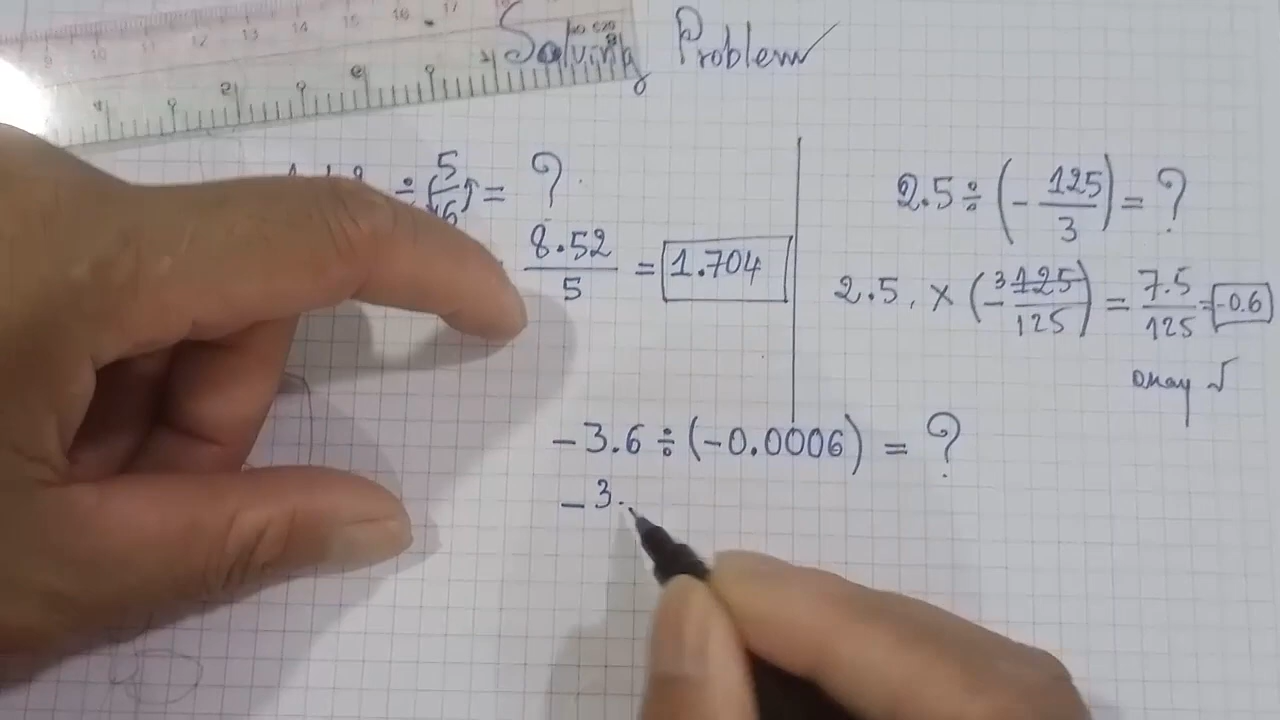 Solving Problem
÷ (5/6) = ?
8.52/5 = 1.704
2.5 ÷ (- 125/3) = ?
2.5. × (- 3/125) = 7.5/125 = -0.6
okay √
-3.6 ÷ (-0.0006) = ?
-3.